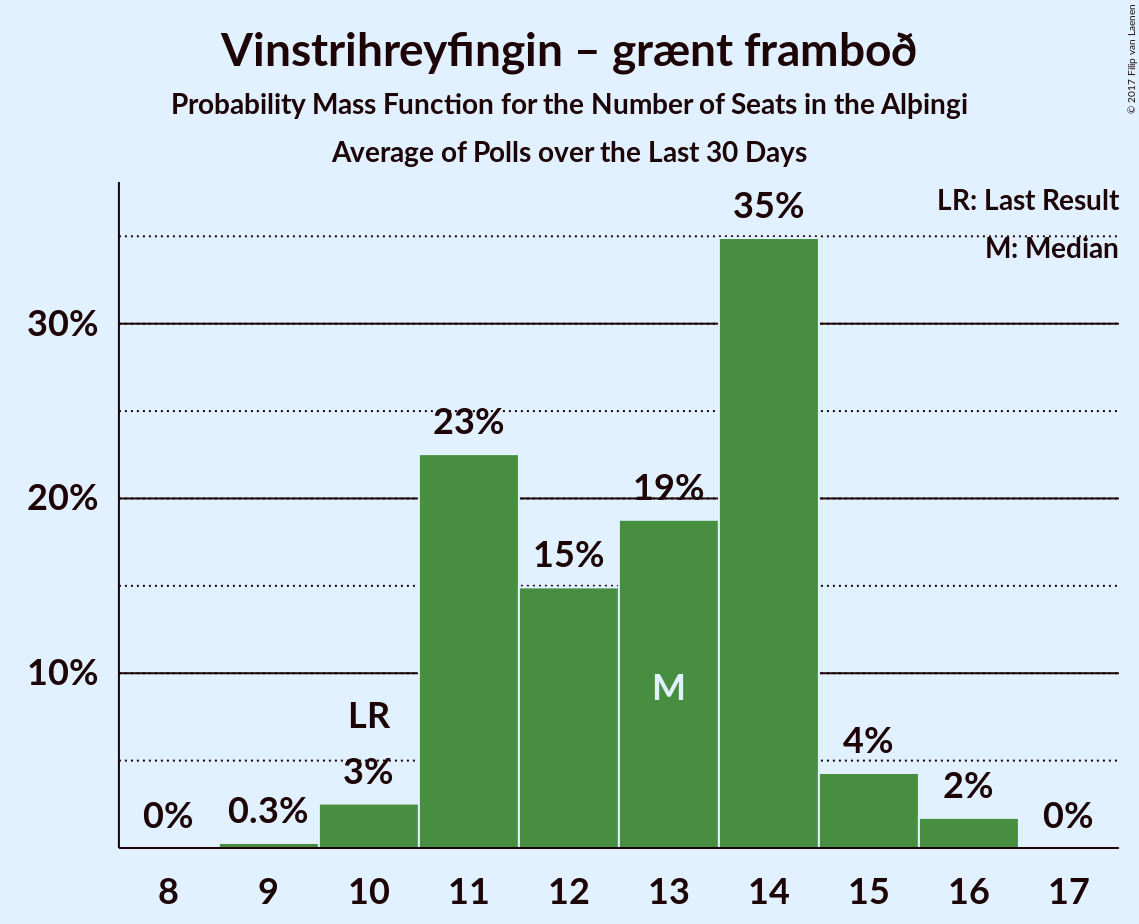 Vinstrihreyfingin – grænt framboð
Probability Mass Function for the Number of Seats in the Alþingi
Average of Polls over the Last 30 Days
© 2017 Filip van Laenen
LR: Last Result
M: Median
35%
30%
23%
20%
19%
15%
10%
M
LR
4%
3%
2%
0%
0.3%
0%
8 9 10 11 12 13 14 15 16 17